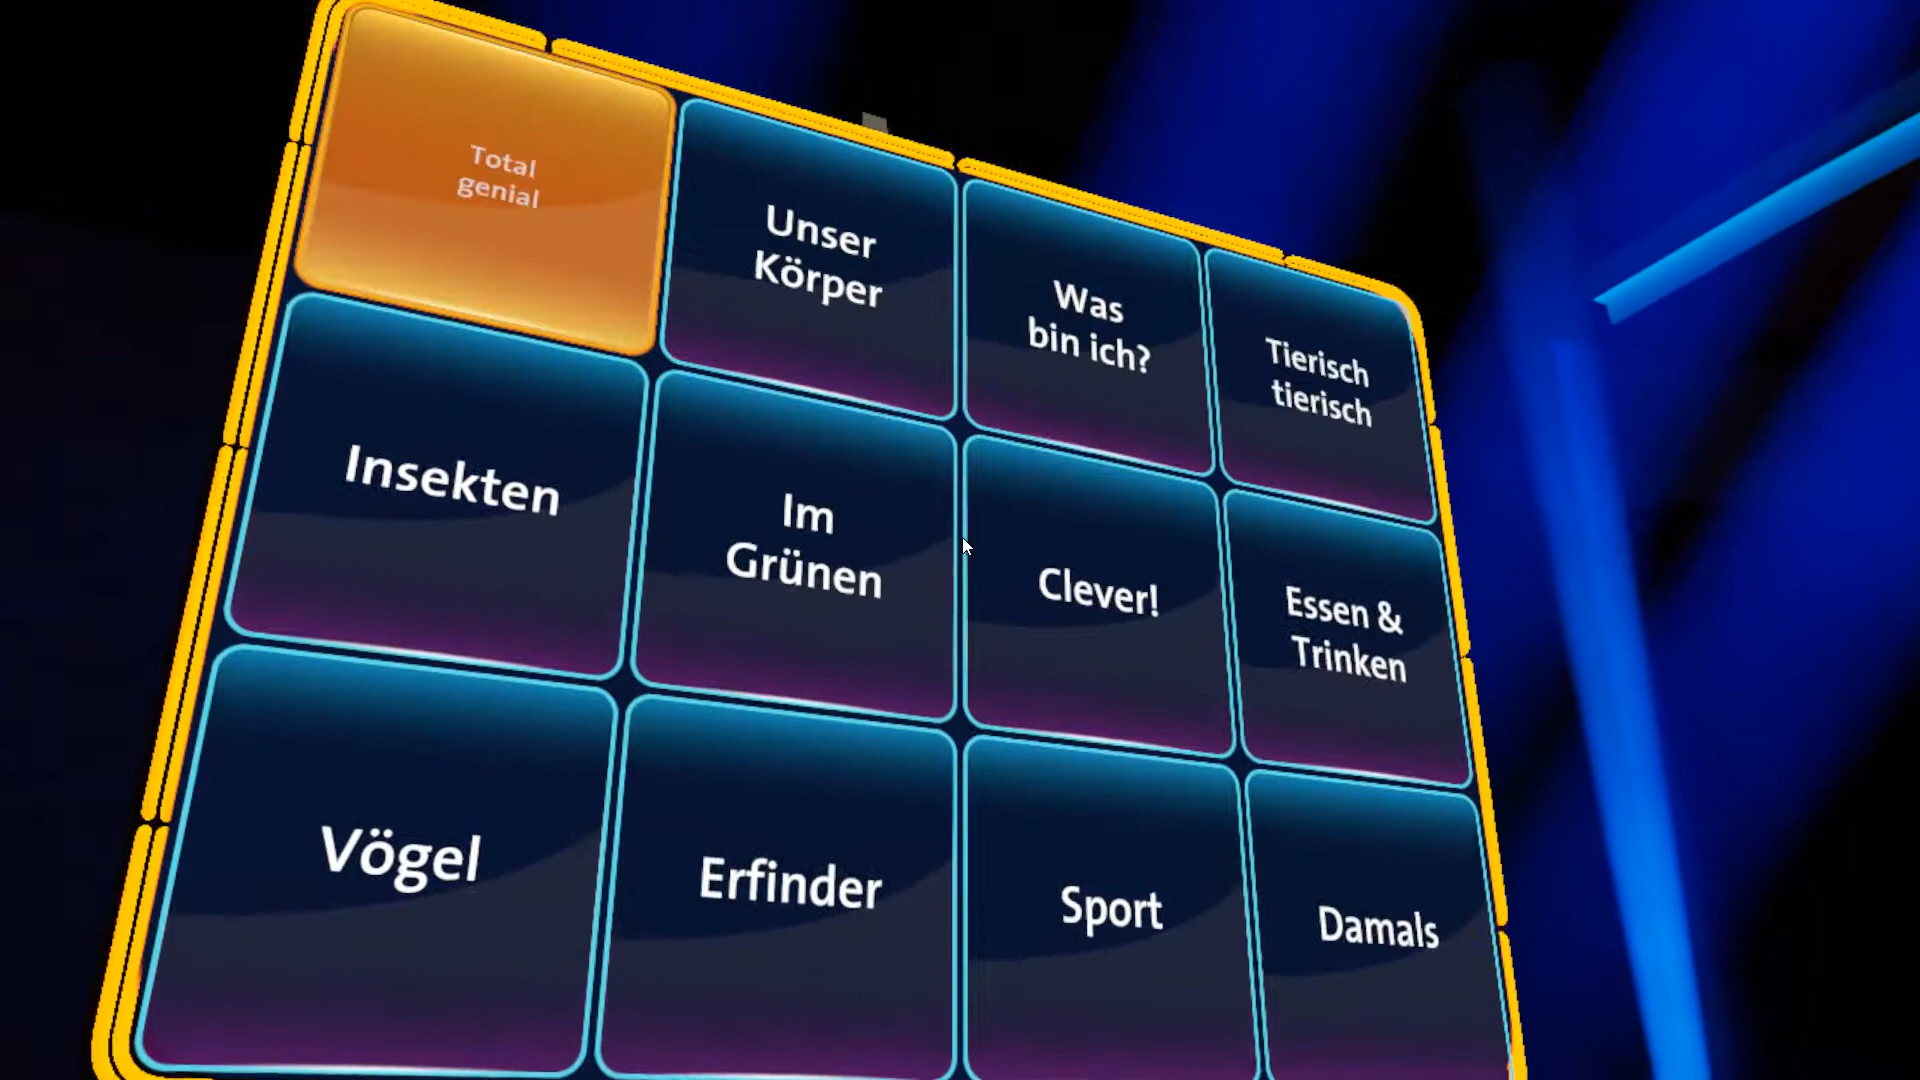 Total
genial
Unser
Körper
Was
bin ich?
Tierisch
tierisch
Insekten
Im
Grünen
Clever!
Essen &
Trinken
Vögel
Erfinder
Sport
Damals